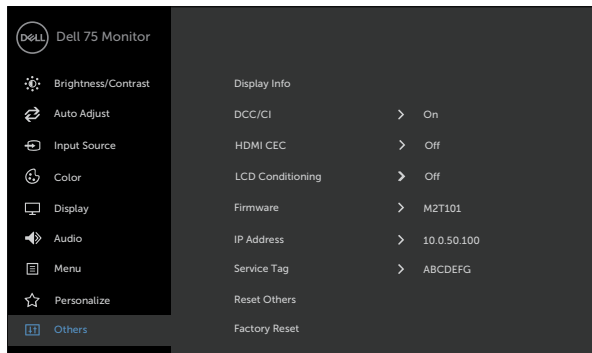 DELL
Dell 75 Monitor
Brightness/Contrast
Auto Adjust
Input Source
Color
Display
Audio
Menu
Personalize
Others
Display Info
DCC/CI > On
HDMI CEC > Off
LCD Conditioning > Off
Firmware > M2T101
IP Address > 10.0.50.100
Service Tag > ABCDEFG
Reset Others
Factory Reset